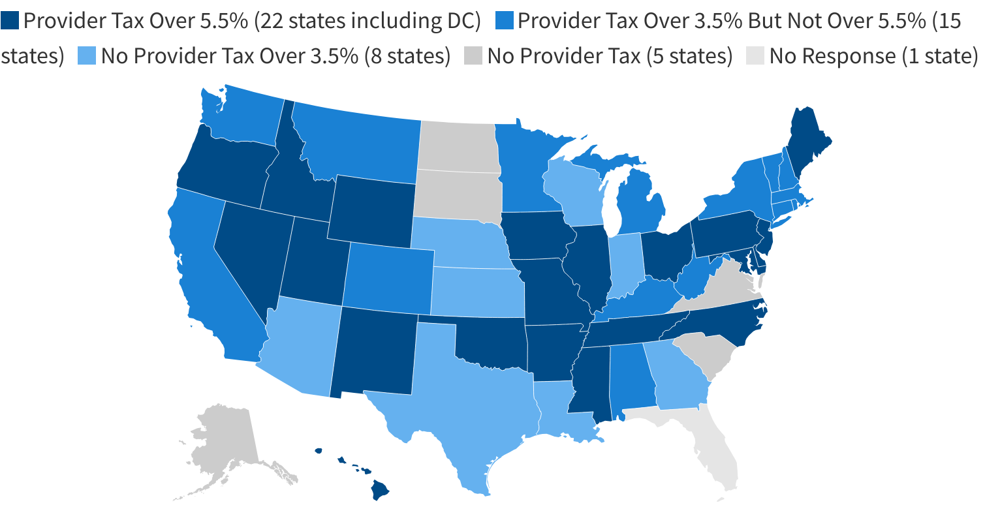 Provider Tax Over 5.5% (22 states including DC) Provider Tax Over 3.5% But Not Over 5.5% (15
states) No Provider Tax Over 3.5% (8 states) No Provider Tax (5 states) No Response (1 state)